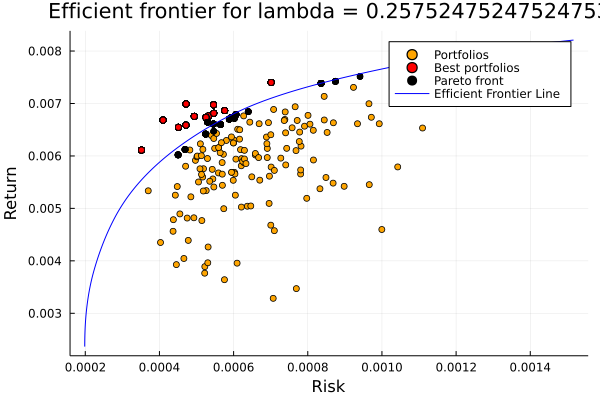 Efficient frontier for lambda = 0.2575247524752475
0.008
0.007
0.006
0.005
0.004
0.003
Return
Portfolios
Best portfolios
Pareto front
Efficient Frontier Line
0.0002 0.0004 0.0006 0.0008 0.0010 0.0012 0.0014
Risk